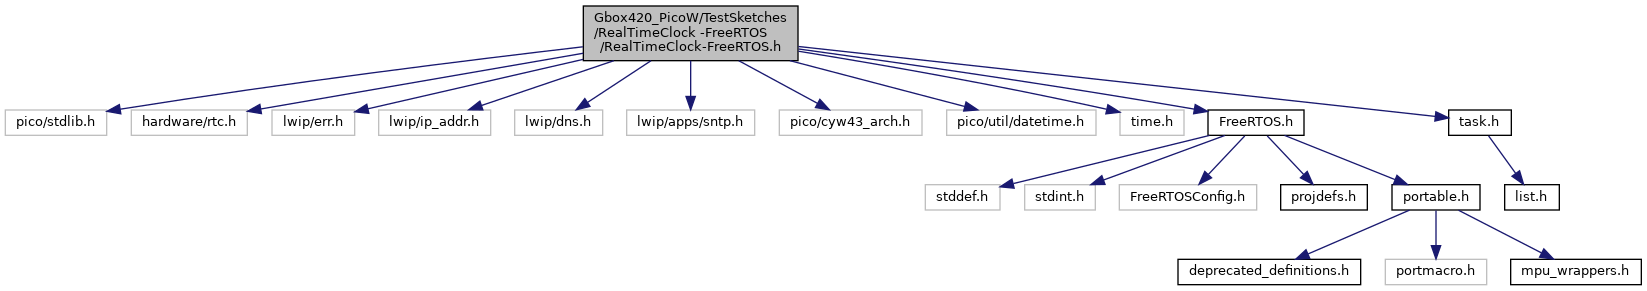 Gbox420_PicoW/TestSketches
/RealTimeClock -FreeRTOS
/RealTimeClock-FreeRTOS.h
pico/stdlib.h
hardware/rtc.h
lwip/err.h
lwip/ip_addr.h
lwip/dns.h
lwip/apps/sntp.h
pico/cyw43_arch.h
pico/util/datetime.h
time.h
FreeRTOS.h
task.h
stddef.h
stdint.h
FreeRTOSConfig.h
projdefs.h
portable.h
list.h
deprecated_definitions.h
portmacro.h
mpu_wrappers.h